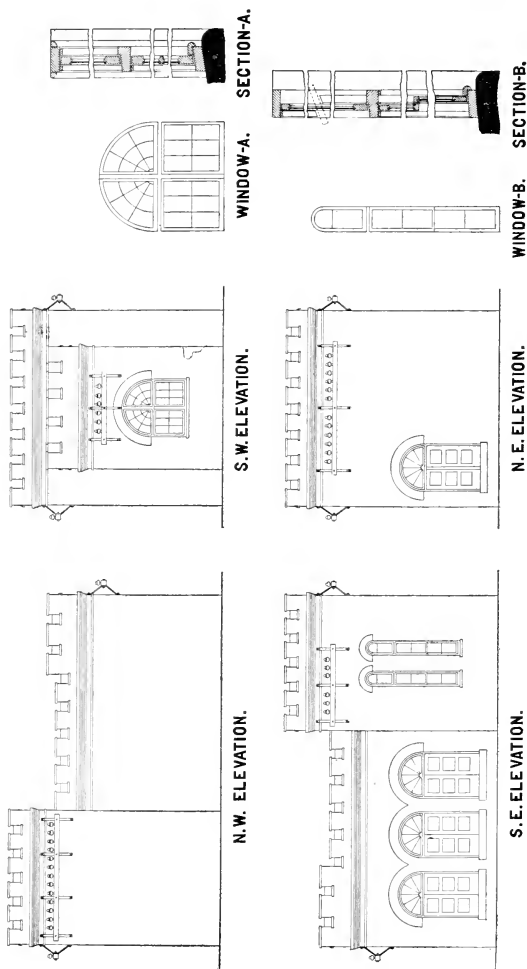 N.W. ELEVATION.
S.W. ELEVATION.
WINDOW-A.
SECTION-A.
S.E. ELEVATION.
N.E. ELEVATION.
WINDOW-B.
SECTION-B.